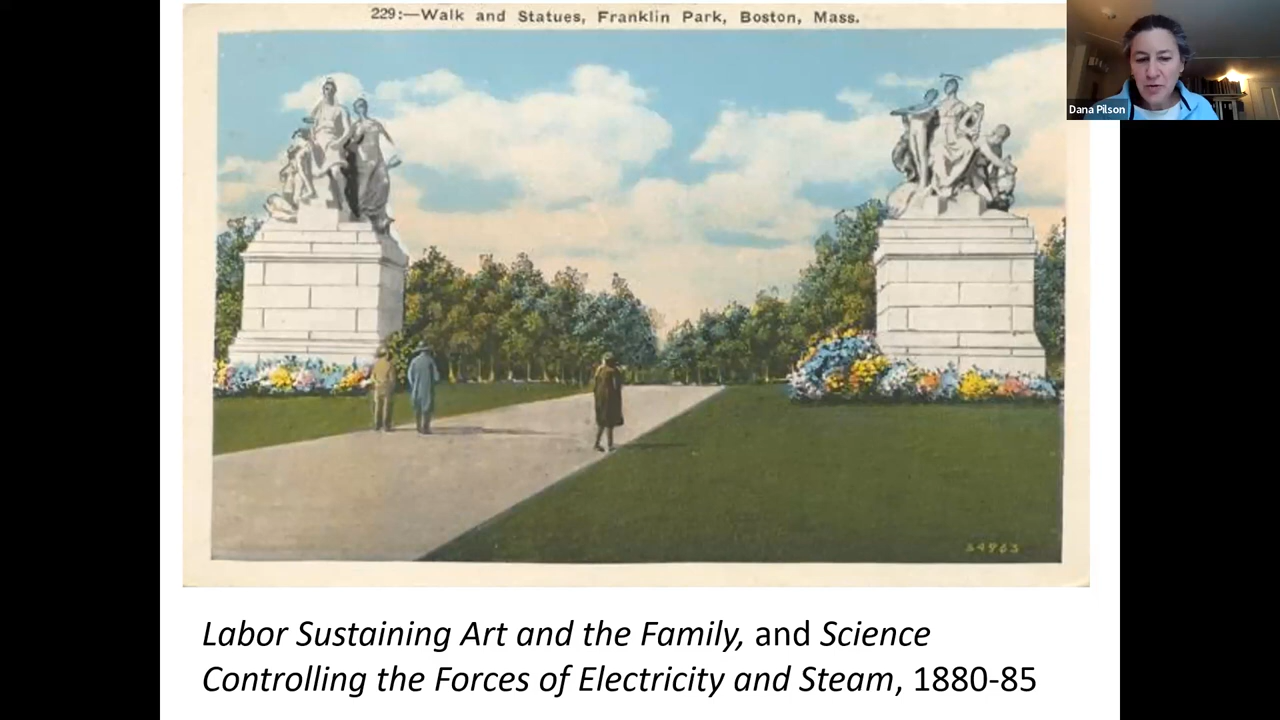 229:—Walk and Statues, Franklin Park, Boston, Mass.
Dana Pilson
34963
Labor Sustaining Art and the Family, and Science
Controlling the Forces of Electricity and Steam, 1880-85